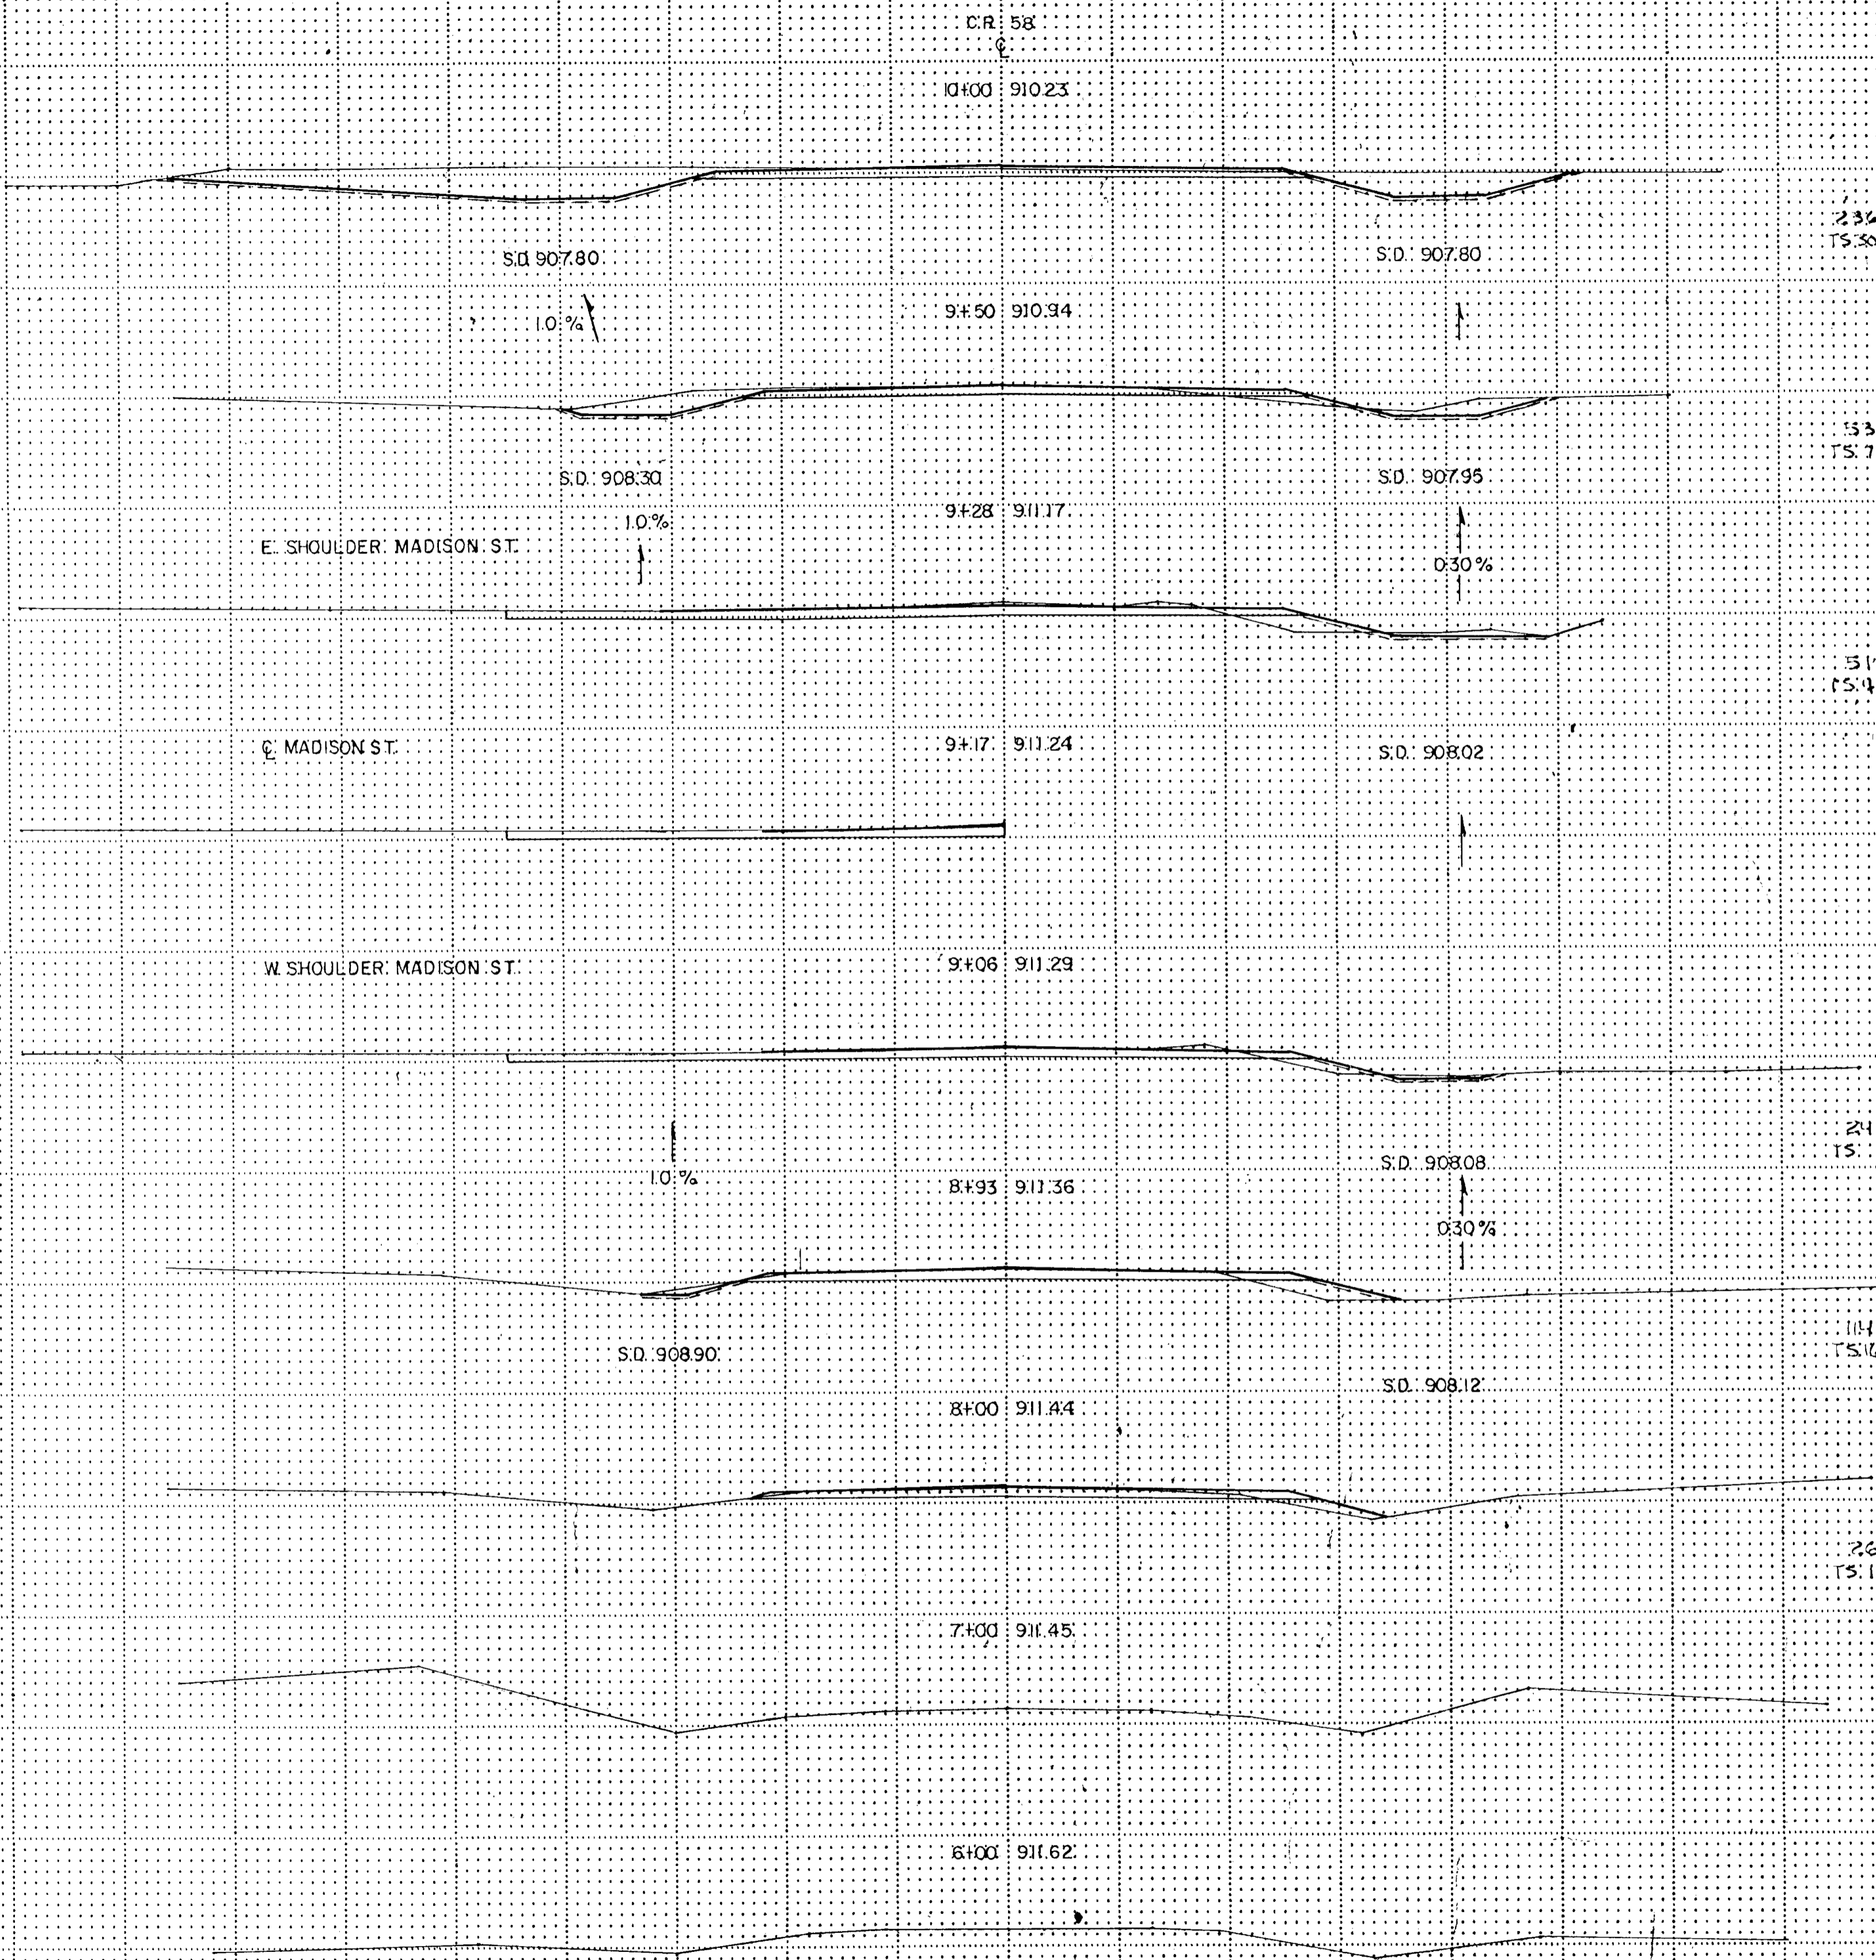 C.R. 58
℄
10+00 910.23
S.D. 907.80
S.D. 907.80
1.0 %
9+50 910.94
S.D. 908.30
S.D. 907.95
9+28 911.17
1.0 %
E. SHOULDER MADISON ST.
0.30 %
℄ MADISON ST.
9+17 911.24
S.D. 908.02
W. SHOULDER MADISON ST.
9+06 911.29
1.0 %
S.D. 908.08
8+93 911.36
0.30 %
S.D. 908.90
S.D. 908.12
8+00 911.44
7+00 911.45
6+00 911.62